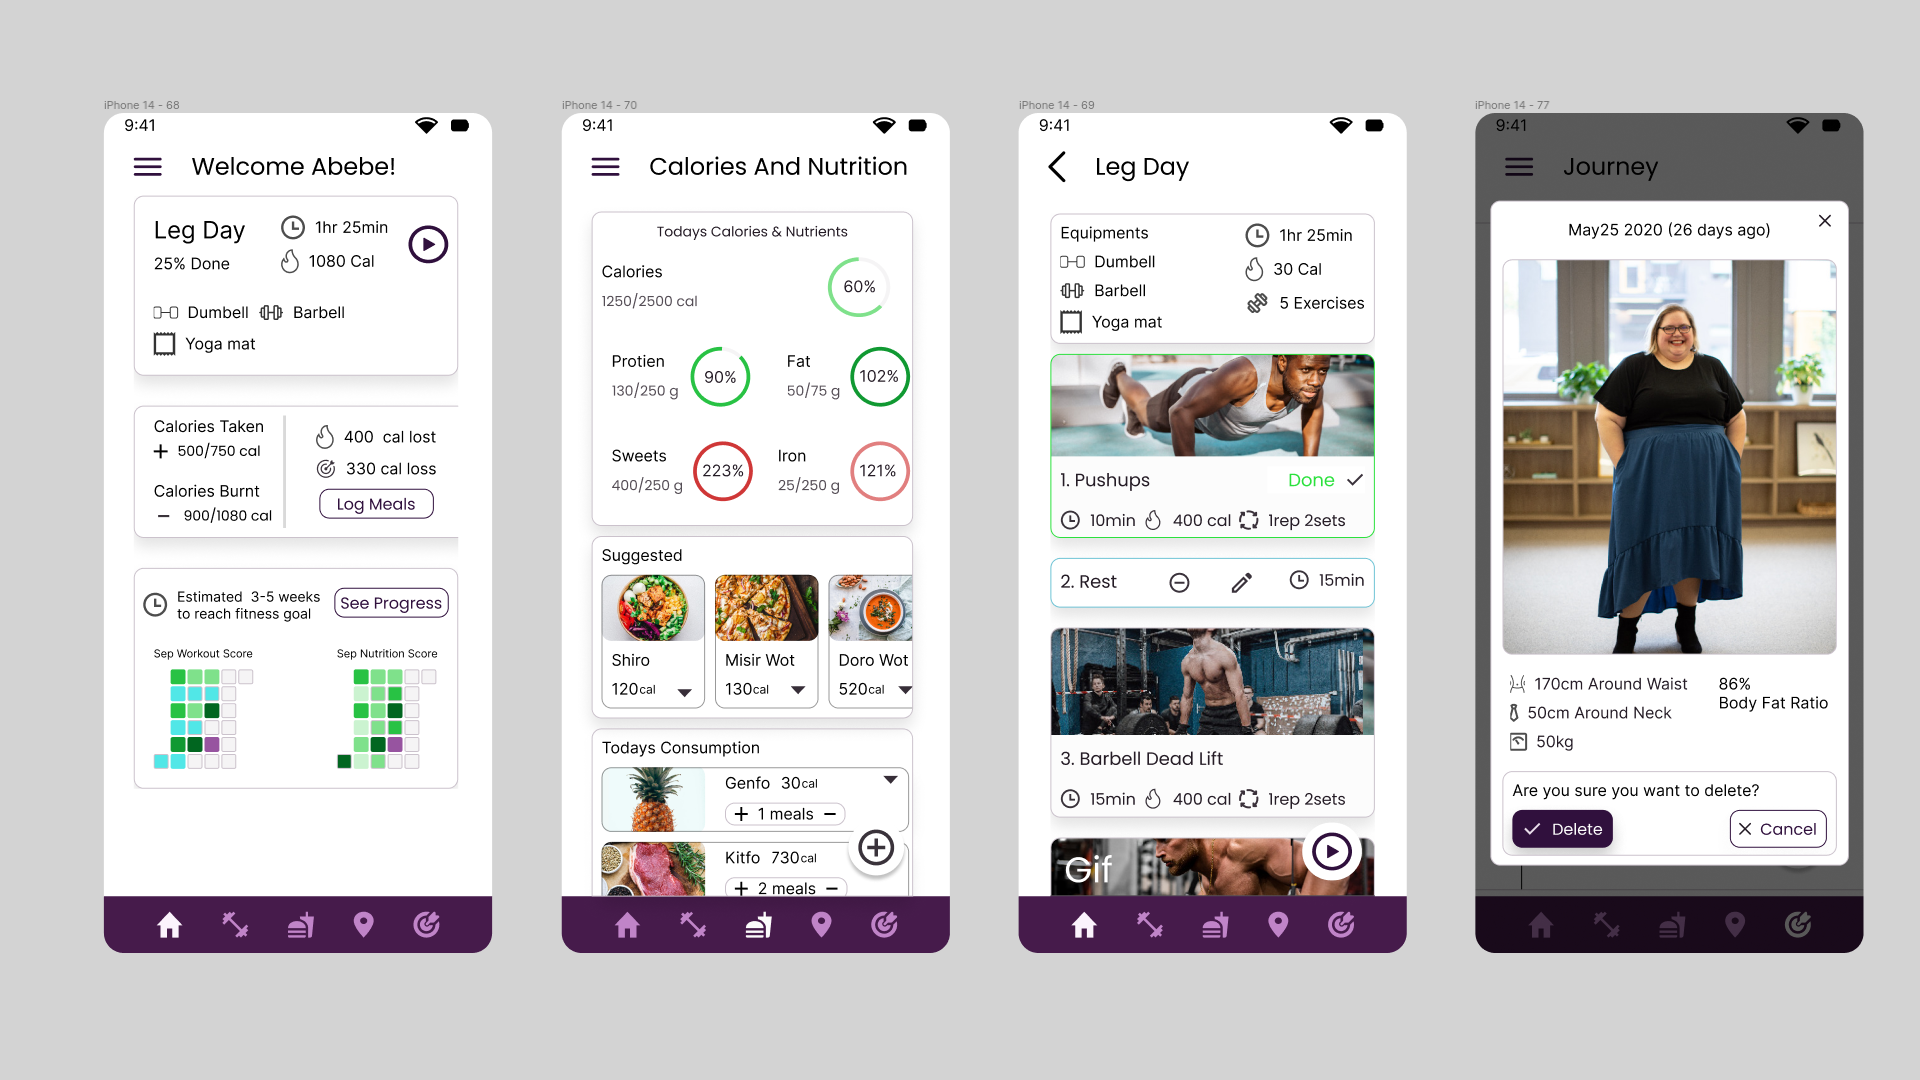 iPhone 14 - 68
9:41
Welcome Abebe!
Leg Day
25% Done
1hr 25min
1080 Cal
Dumbell
Barbell
Yoga mat
Calories Taken
500/750 cal
Calories Burnt
900/1080 cal
400 cal lost
330 cal loss
Log Meals
Estimated 3-5 weeks
to reach fitness goal
See Progress
Sep Workout Score
Sep Nutrition Score
iPhone 14 - 70
9:41
Calories And Nutrition
Todays Calories & Nutrients
Calories
1250/2500 cal
60%
Protien
130/250 g
90%
Fat
50/75 g
102%
Sweets
400/250 g
223%
Iron
25/250 g
121%
Suggested
Shiro
120cal
Misir Wot
130cal
Doro Wot
520cal
Todays Consumption
Genfo 30cal
+ 1 meals −
Kitfo 730cal
+ 2 meals −
iPhone 14 - 69
9:41
Leg Day
Equipments
Dumbell
Barbell
Yoga mat
1hr 25min
30 Cal
5 Exercises
1. Pushups
Done
10min 400 cal 1rep 2sets
2. Rest
15min
3. Barbell Dead Lift
15min 400 cal 1rep 2sets
Gif
iPhone 14 - 77
9:41
Journey
May25 2020 (26 days ago)
170cm Around Waist
50cm Around Neck
50kg
86%
Body Fat Ratio
Are you sure you want to delete?
Delete
Cancel